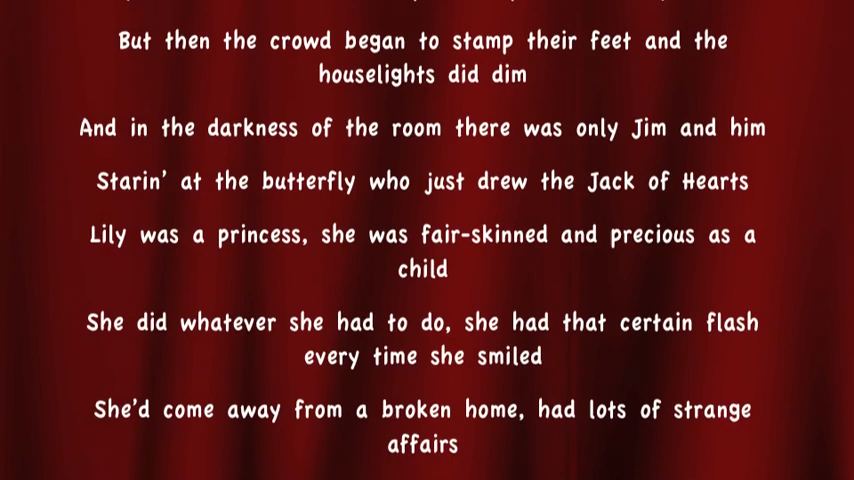 But then the crowd began to stamp their feet and the
houselights did dim
And in the darkness of the room there was only Jim and him
Starin' at the butterfly who just drew the Jack of Hearts
Lily was a princess, she was fair-skinned and precious as a
child
She did whatever she had to do, she had that certain flash
every time she smiled
She'd come away from a broken home, had lots of strange
affairs